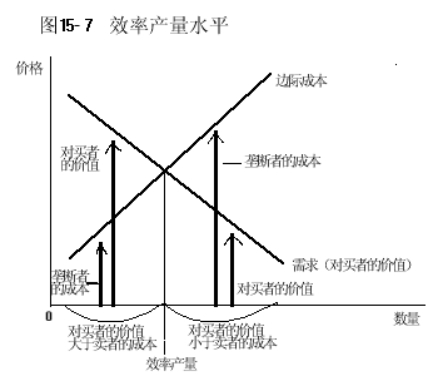 图15-7 效率产量水平
价格
边际成本
对买者
的价值
垄断者的成本
需求（对买者的价值）
垄断者
的成本
对买者的价值
0
数量
对买者的价值
大于卖者的成本
对买者的价值
小于卖者的成本
效率产量